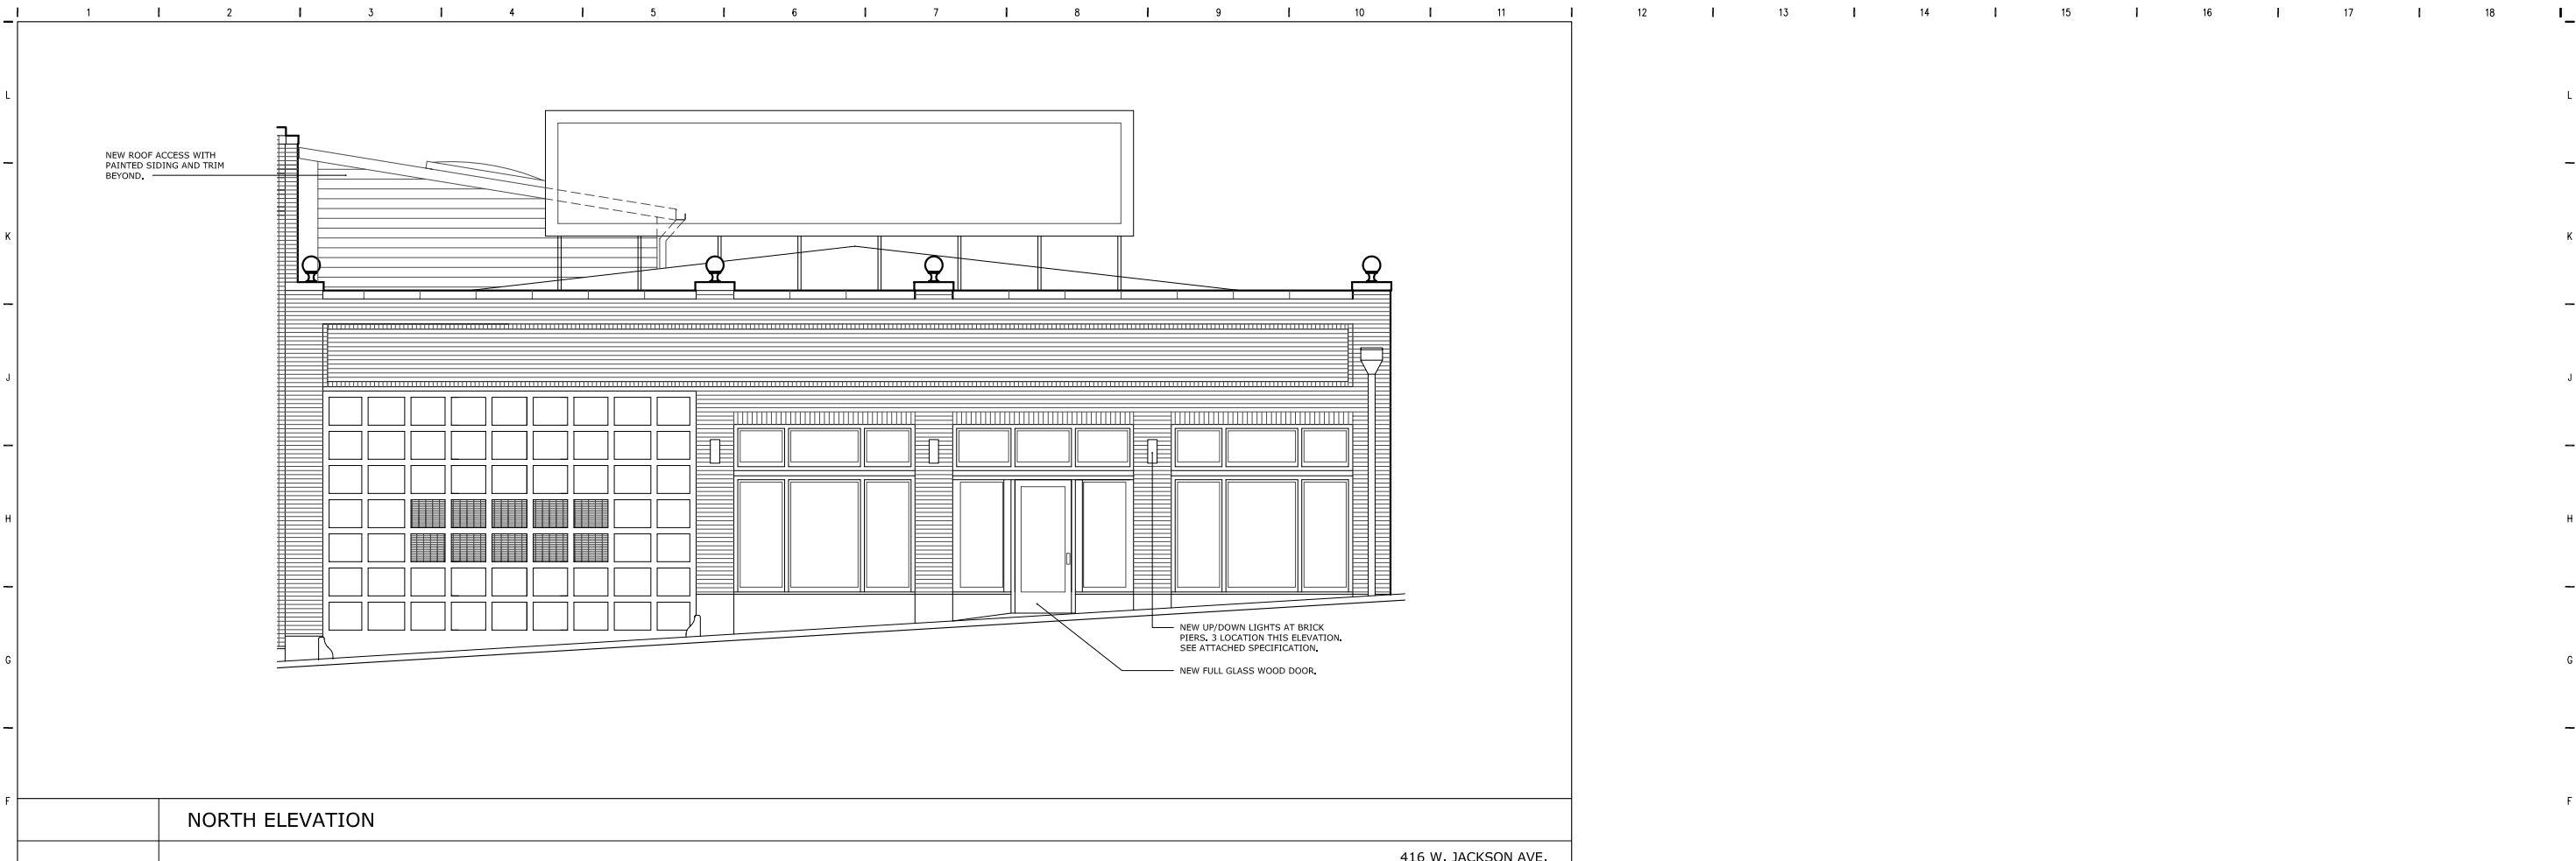 1 2 3 4 5 6 7 8 9 10 11 12 13 14 15 16 17 18
L L
NEW ROOF ACCESS WITH
PAINTED SIDING AND TRIM
BEYOND.
K K
J J
H H
NEW UP/DOWN LIGHTS AT BRICK
PIERS. 3 LOCATION THIS ELEVATION.
SEE ATTACHED SPECIFICATION.
G G
NEW FULL GLASS WOOD DOOR.
F F
NORTH ELEVATION
416 W. JACKSON AVE.